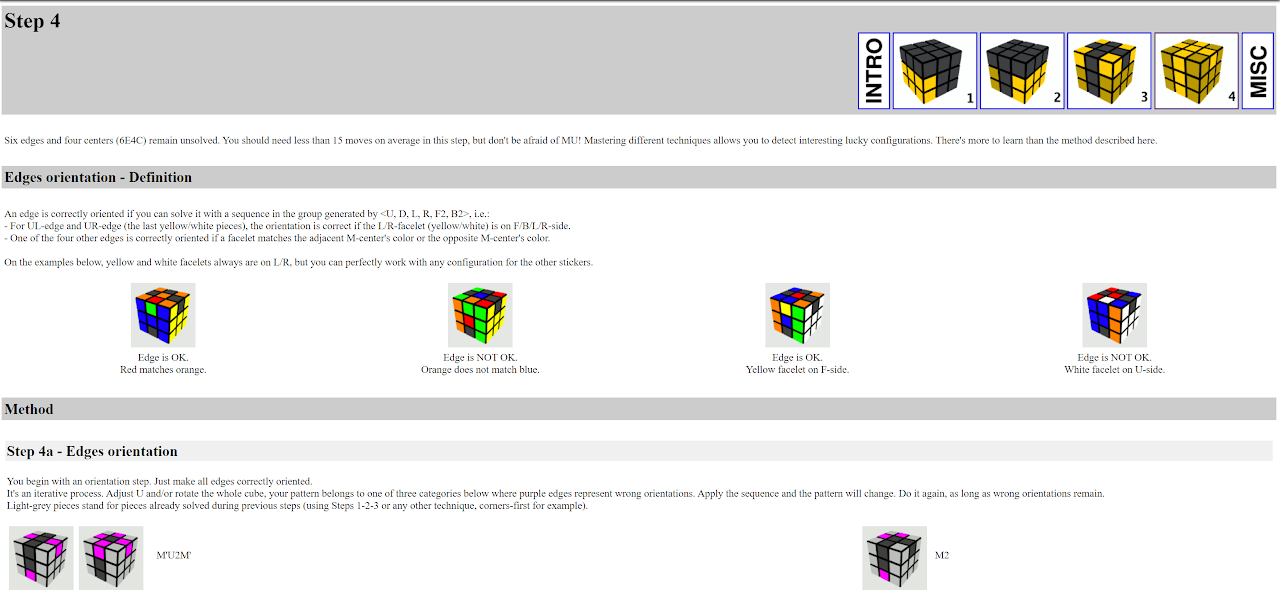 Step 4
INTRO
1
2
3
4
MISC
Six edges and four centers (6E4C) remain unsolved. You should need less than 15 moves on average in this step, but don't be afraid of MU! Mastering different techniques allows you to detect interesting lucky configurations. There's more to learn than the method described here.
Edges orientation - Definition
An edge is correctly oriented if you can solve it with a sequence in the group generated by <U, D, L, R, F2, B2>, i.e.:
- For UL-edge and UR-edge (the last yellow/white pieces), the orientation is correct if the L/R-facelet (yellow/white) is on F/B/L/R-side.
- One of the four other edges is correctly oriented if a facelet matches the adjacent M-center's color or the opposite M-center's color.
On the examples below, yellow and white facelets always are on L/R, but you can perfectly work with any configuration for the other stickers.
Edge is OK.
Red matches orange.
Edge is NOT OK.
Orange does not match blue.
Edge is OK.
Yellow facelet on F-side.
Edge is NOT OK.
White facelet on U-side.
Method
Step 4a - Edges orientation
You begin with an orientation step. Just make all edges correctly oriented.
It's an iterative process. Adjust U and/or rotate the whole cube, your pattern belongs to one of three categories below where purple edges represent wrong orientations. Apply the sequence and the pattern will change. Do it again, as long as wrong orientations remain.
Light-grey pieces stand for pieces already solved during previous steps (using Steps 1-2-3 or any other technique, corners-first for example).
M'U2M'
M2